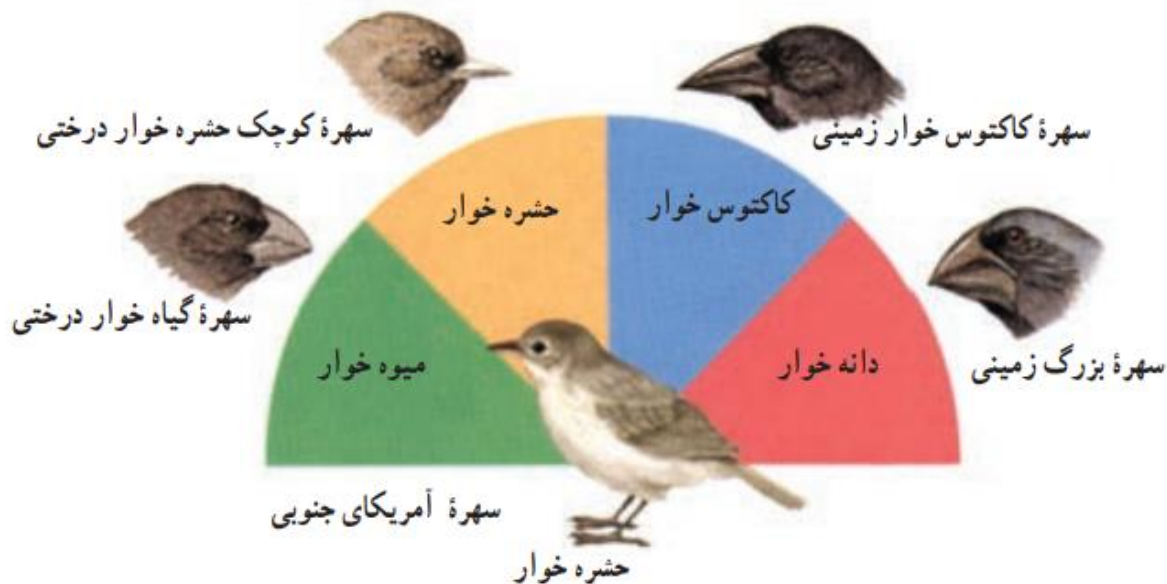 سهرهٔ کوچک حشره خوار درختی
سهرهٔ کاکتوس خوار زمینی
حشره خوار
کاکتوس خوار
سهرهٔ گیاه خوار درختی
میوه خوار
دانه خوار
سهرهٔ بزرگ زمینی
سهرهٔ آمریکای جنوبی
حشره خوار